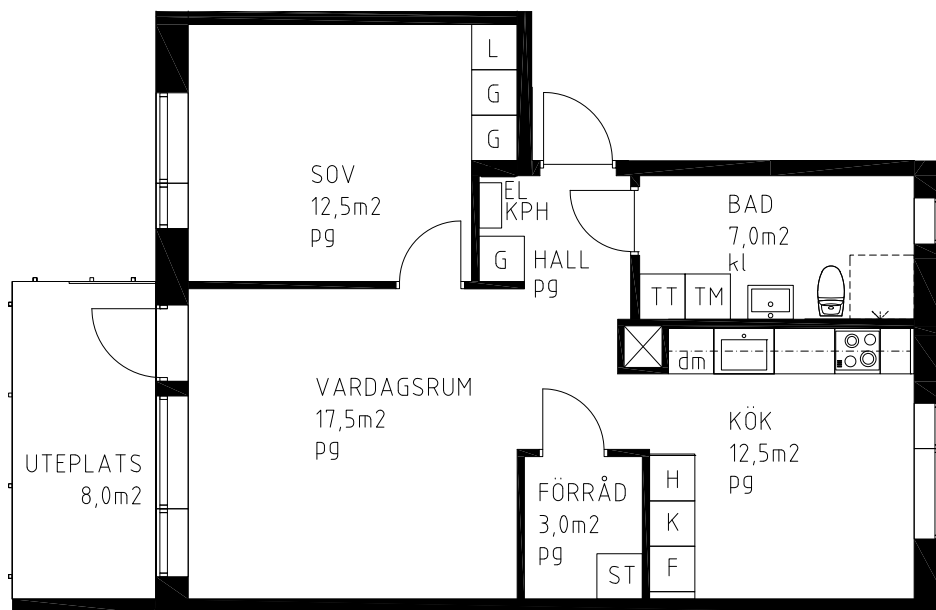 L
G
G
SOV
12,5m2
pg
EL
KPH
G
HALL
pg
BAD
7,0m2
kl
TT
TM
dm
VARDAGSRUM
17,5m2
pg
KÖK
12,5m2
pg
UTEPLATS
8,0m2
FÖRRÅD
3,0m2
pg
ST
H
K
F